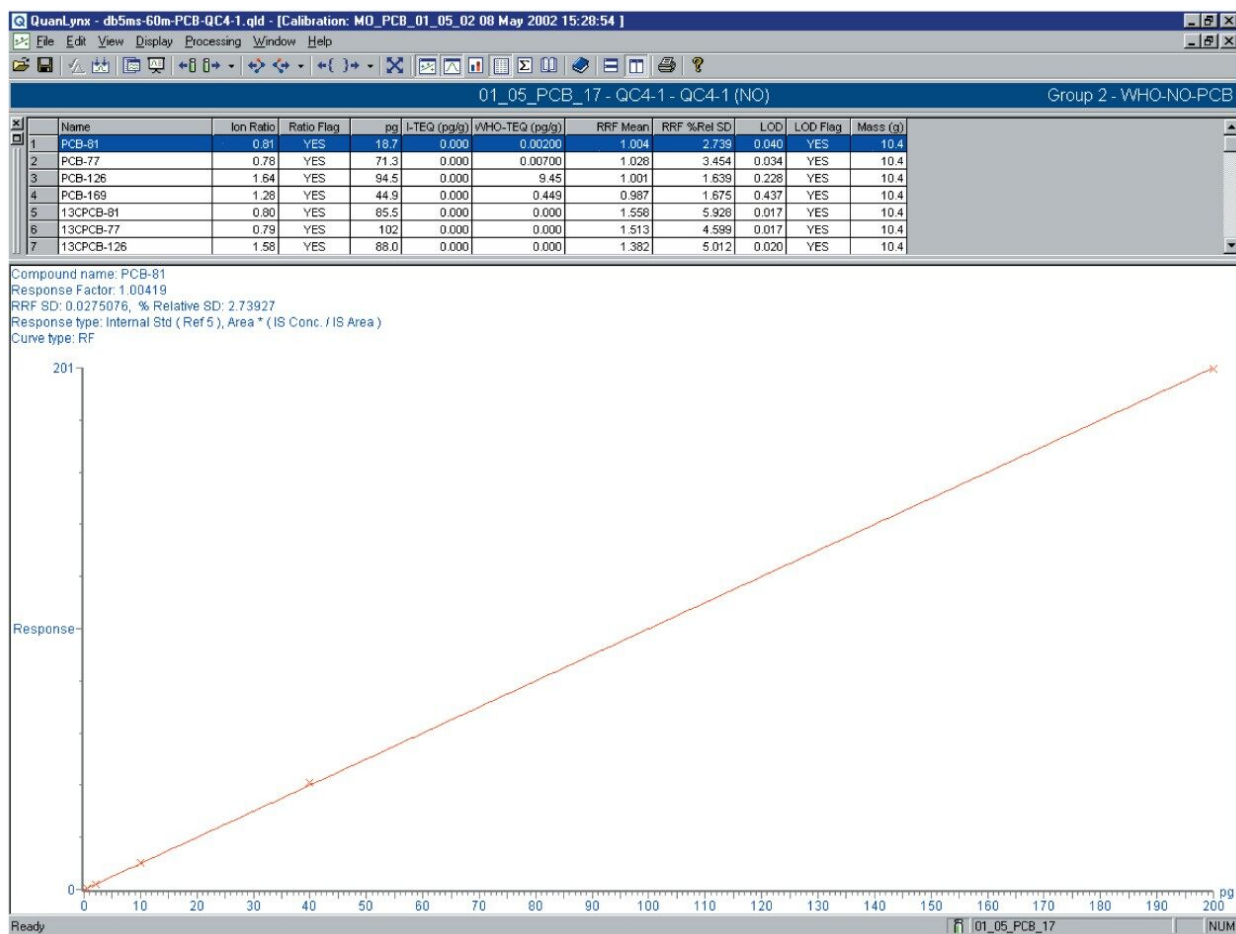 QuanLynx - db5ms-60m-PCB-QC4-1.qld - [Calibration: MO_PCB_01_05_02 08 May 2002 15:28:54 ]
File Edit View Display Processing Window Help
01_05_PCB_17 - QC4-1 - QC4-1 (NO) Group 2 - WHO-NO-PCB
Name Ion Ratio Ratio Flag pg I-TEQ (pg/g) WHO-TEQ (pg/g) RRF Mean RRF %Rel SD LOD LOD Flag Mass (g)
1 PCB-81 0.81 YES 18.7 0.000 0.00200 1.004 2.739 0.040 YES 10.4
2 PCB-77 0.78 YES 71.3 0.000 0.00700 1.028 3.454 0.034 YES 10.4
3 PCB-126 1.64 YES 94.5 0.000 9.45 1.001 1.639 0.228 YES 10.4
4 PCB-169 1.28 YES 44.9 0.000 0.449 0.987 1.675 0.437 YES 10.4
5 13CPCB-81 0.80 YES 85.5 0.000 0.000 1.558 5.928 0.017 YES 10.4
6 13CPCB-77 0.79 YES 102 0.000 0.000 1.513 4.599 0.017 YES 10.4
7 13CPCB-126 1.58 YES 88.0 0.000 0.000 1.382 5.012 0.020 YES 10.4
Compound name: PCB-81
Response Factor: 1.00419
RRF SD: 0.0275076, % Relative SD: 2.73927
Response type: Internal Std ( Ref 5 ), Area * ( IS Conc. / IS Area )
Curve type: RF
201
Response
0
pg
0 10 20 30 40 50 60 70 80 90 100 110 120 130 140 150 160 170 180 190 200
Ready 01_05_PCB_17 NUM